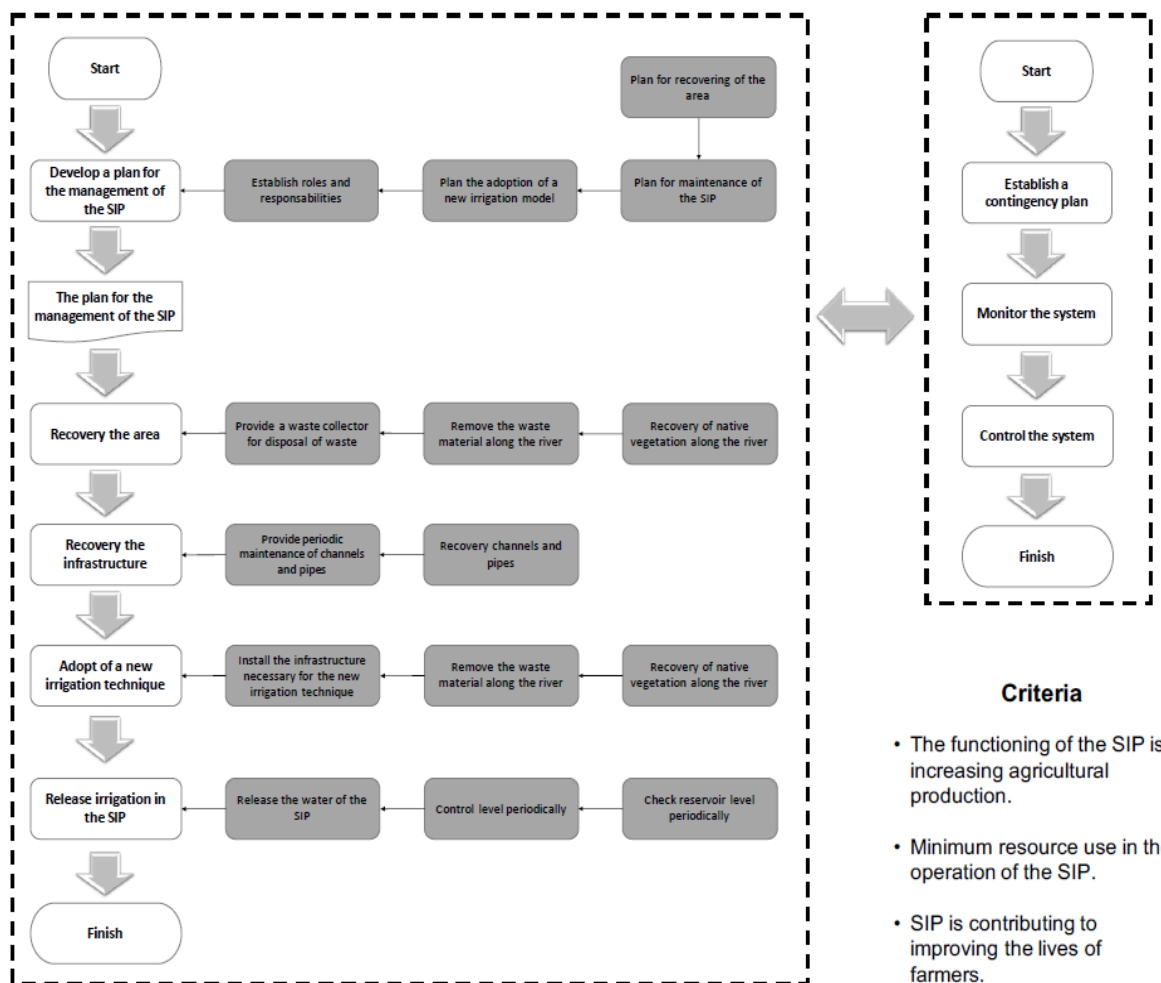 Start
Plan for recovering of the
area
Develop a plan for
the management of
the SIP
Establish roles and
responsabilities
Plan the adoption of a
new irrigation model
Plan for maintenance of
the SIP
The plan for the
management of the SIP
Recovery the area
Provide a waste collector
for disposal of waste
Remove the waste
material along the river
Recovery of native
vegetation along the river
Recovery the
infrastructure
Provide periodic
maintenance of channels
and pipes
Recovery channels and
pipes
Adopt of a new
irrigation technique
Install the infrastructure
necessary for the new
irrigation technique
Remove the waste
material along the river
Recovery of native
vegetation along the river
Release irrigation in
the SIP
Release the water of the
SIP
Control level periodically
Check reservoir level
periodically
Finish
Start
Establish a
contingency plan
Monitor the system
Control the system
Finish
Criteria
• The functioning of the SIP is
increasing agricultural
production.
• Minimum resource use in th
operation of the SIP.
• SIP is contributing to
improving the lives of
farmers.